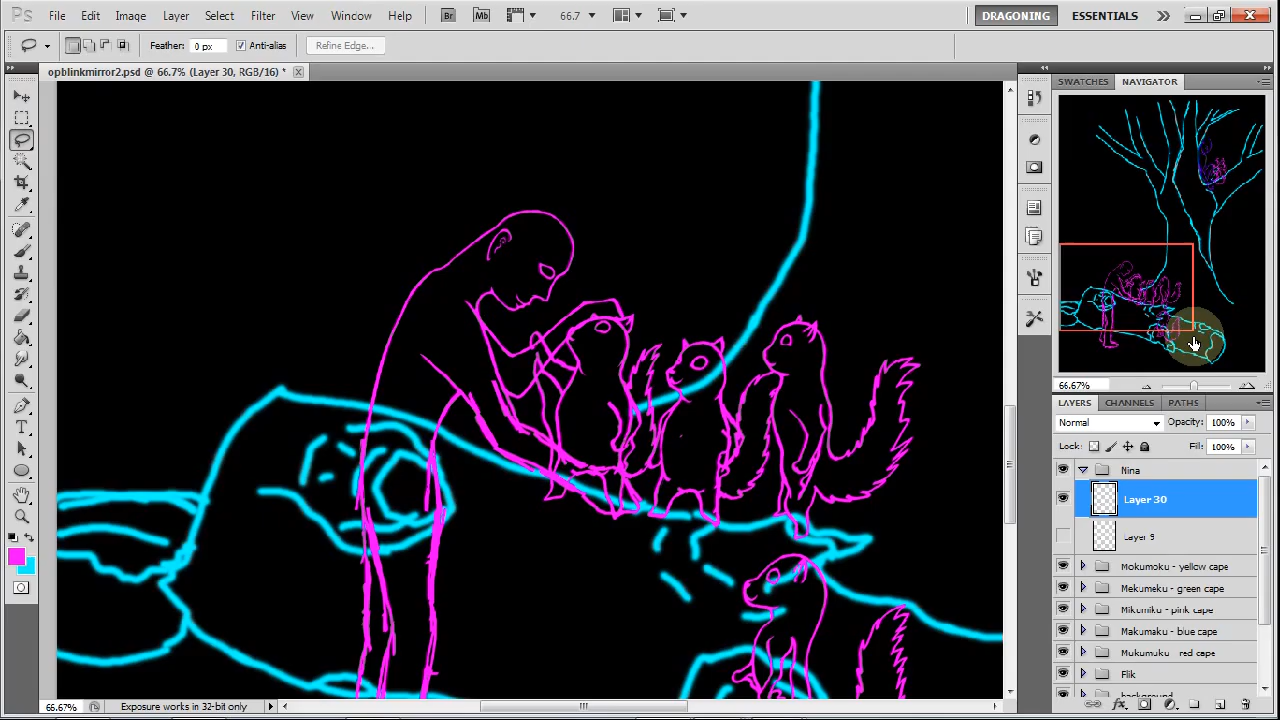 Ps File Edit Image Layer Select Filter View Window Help Br Mb 66.7 DRAGONING ESSENTIALS
Feather: 0 px Anti-alias Refine Edge...
opblinkmirror2.psd @ 66.7% (Layer 30, RGB/16) *
SWATCHES NAVIGATOR
66.67%
LAYERS CHANNELS PATHS
Normal Opacity: 100%
Lock: Fill: 100%
Nina
Layer 30
Layer 9
Mokumoku - yellow cape
Mekumeku - green cape
Mikumiku - pink cape
Makumaku - blue cape
Mukumuku - red cape
Flik
background
66.67% Exposure works in 32-bit only